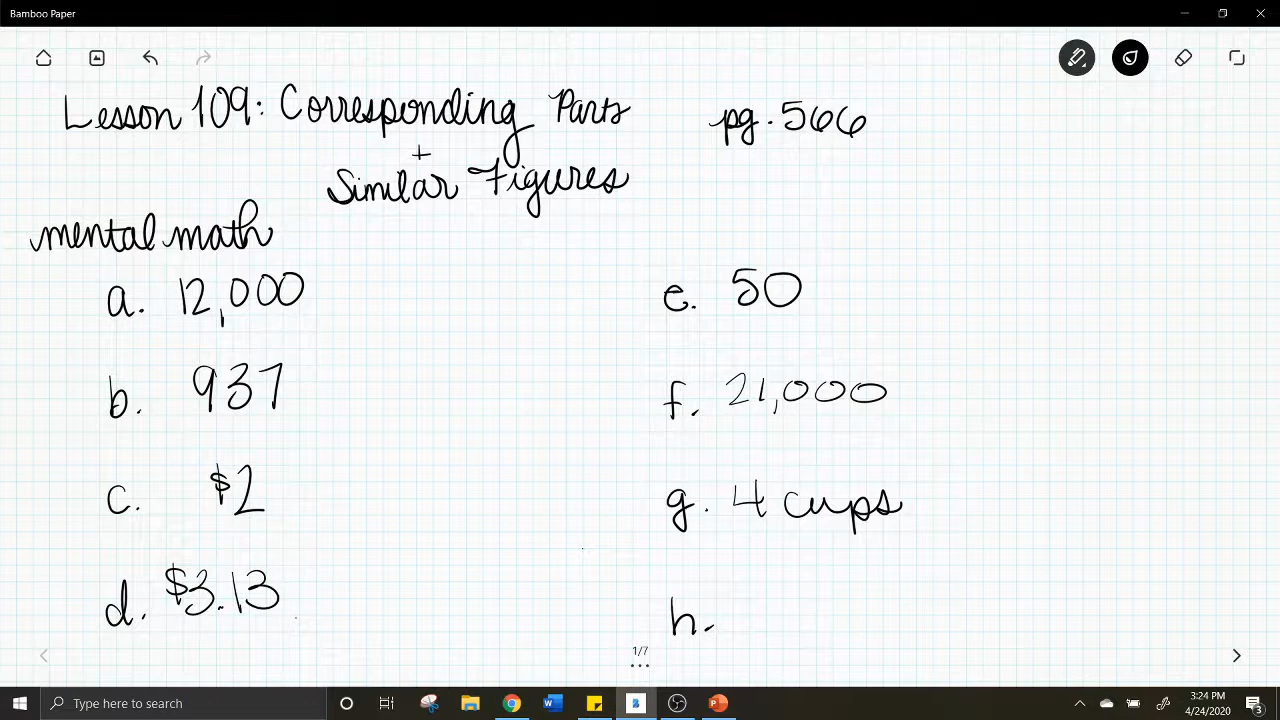 Bamboo Paper
Lesson 109: Corresponding Parts
+
Similar Figures
pg. 566
mental math
a. 12,000
b. 937
c. $2
d. $3.13
e. 50
f. 21,000
g. 4 cups
h.
1/7
Type here to search
3:24 PM
4/24/2020
3